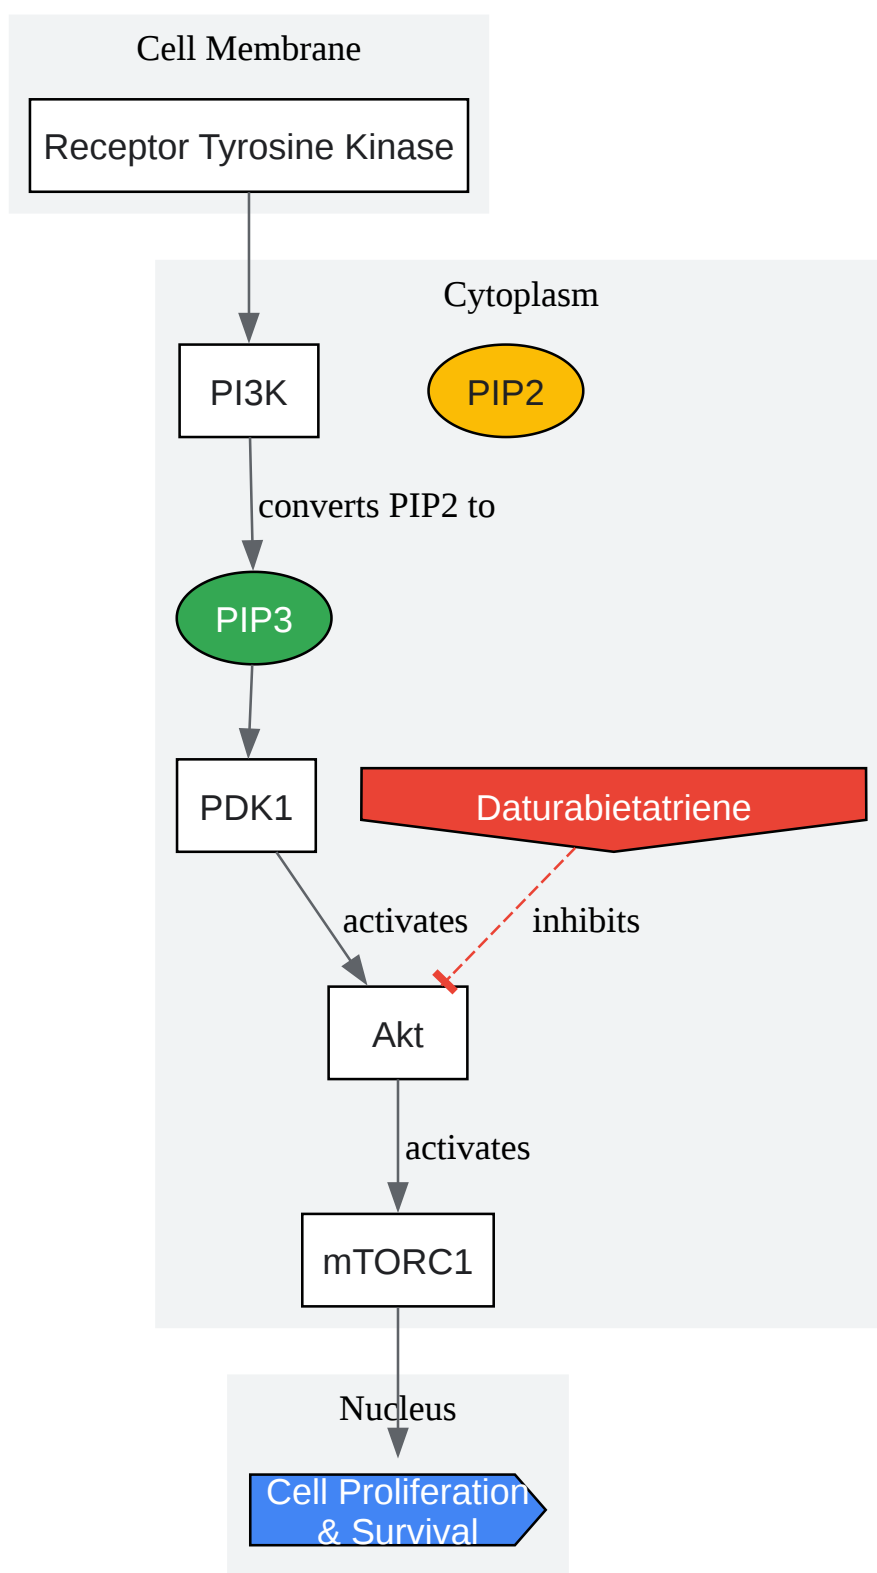 Cell Membrane
Receptor Tyrosine Kinase
Cytoplasm
PI3K
PIP2
converts PIP2 to
PIP3
PDK1
Daturabietatriene
activates
inhibits
Akt
activates
mTORC1
Nucleus
Cell Proliferation
& Survival